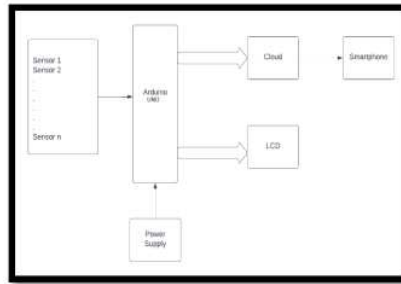 Sensor 1
Sensor 2
.
.
.
.
.
Sensor n
Arduino
UNO
Cloud
Smartphone
LCD
Power
Supply